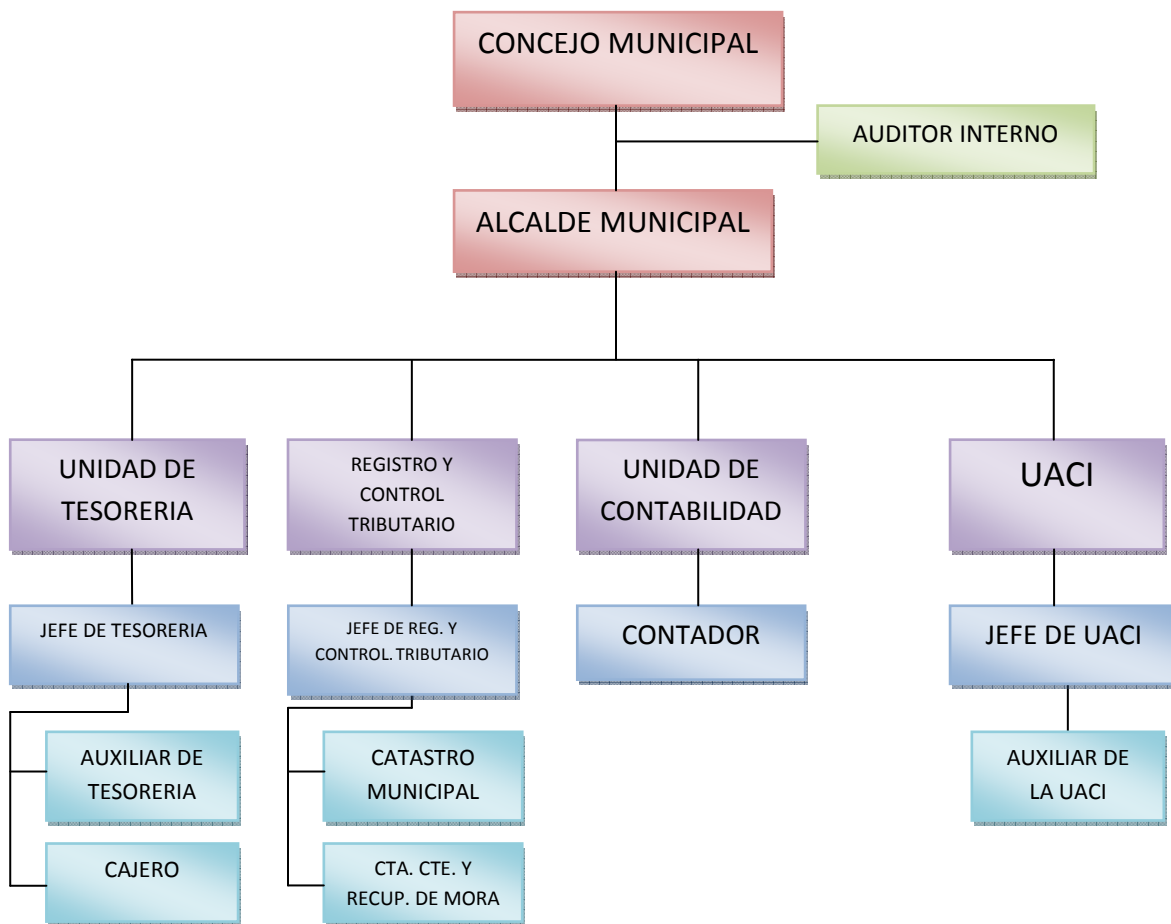 CONCEJO MUNICIPAL
AUDITOR INTERNO
ALCALDE MUNICIPAL
UNIDAD DE
TESORERIA
REGISTRO Y
CONTROL
TRIBUTARIO
UNIDAD DE
CONTABILIDAD
UACI
JEFE DE TESORERIA
JEFE DE REG. Y
CONTROL. TRIBUTARIO
CONTADOR
JEFE DE UACI
AUXILIAR DE
TESORERIA
CATASTRO
MUNICIPAL
AUXILIAR DE
LA UACI
CAJERO
CTA. CTE. Y
RECUP. DE MORA